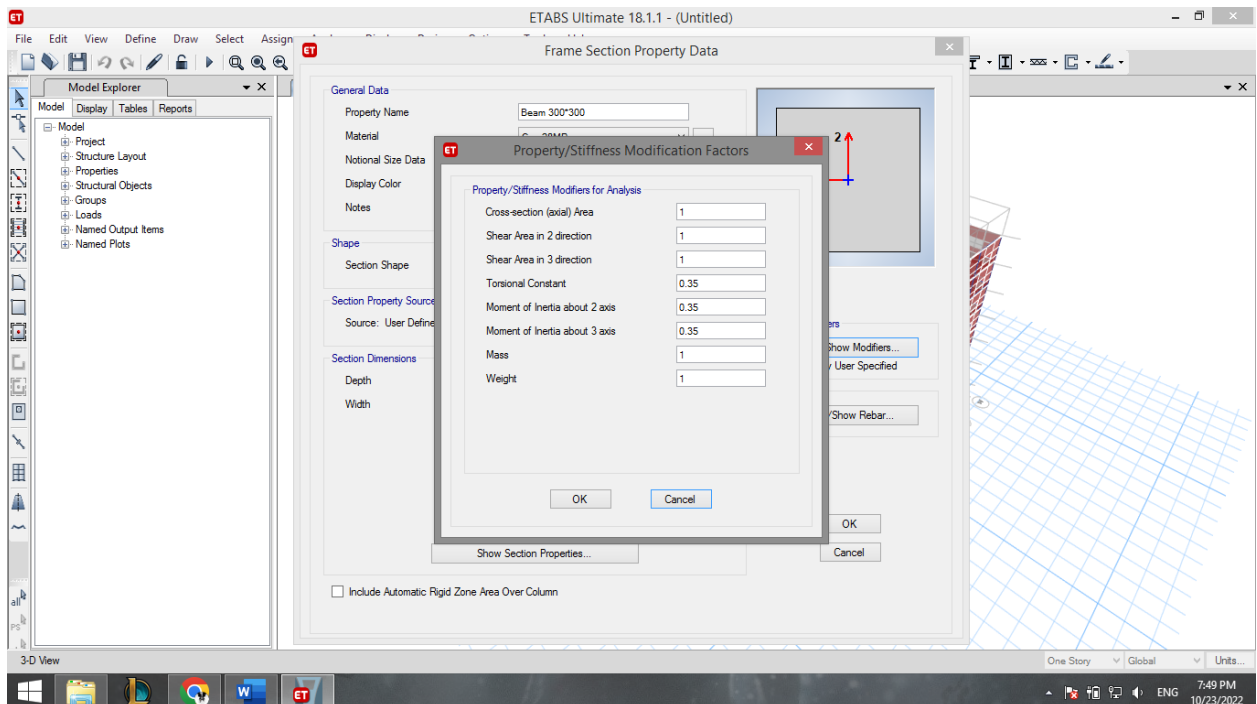 ET ETABS Ultimate 18.1.1 - (Untitled)
File Edit View Define Draw Select Assign
ET Frame Section Property Data
Model Explorer
Model Display Tables Reports
Model
Project
Structure Layout
Properties
Structural Objects
Groups
Loads
Named Output Items
Named Plots
General Data
Property Name Beam 300*300
Material
Notional Size Data
Display Color
Notes
Shape
Section Shape
Section Property Source
Source: User Define
Section Dimensions
Depth
Width
2
ET Property/Stiffness Modification Factors
Property/Stiffness Modifiers for Analysis
Cross-section (axial) Area 1
Shear Area in 2 direction 1
Shear Area in 3 direction 1
Torsional Constant 0.35
Moment of Inertia about 2 axis 0.35
Moment of Inertia about 3 axis 0.35
Mass 1
Weight 1
OK Cancel
ers
Show Modifiers...
y User Specified
/Show Rebar...
OK
Show Section Properties... Cancel
Include Automatic Rigid Zone Area Over Column
all
PS
3-D View One Story Global Units...
W ET ENG 7:49 PM
10/23/2022